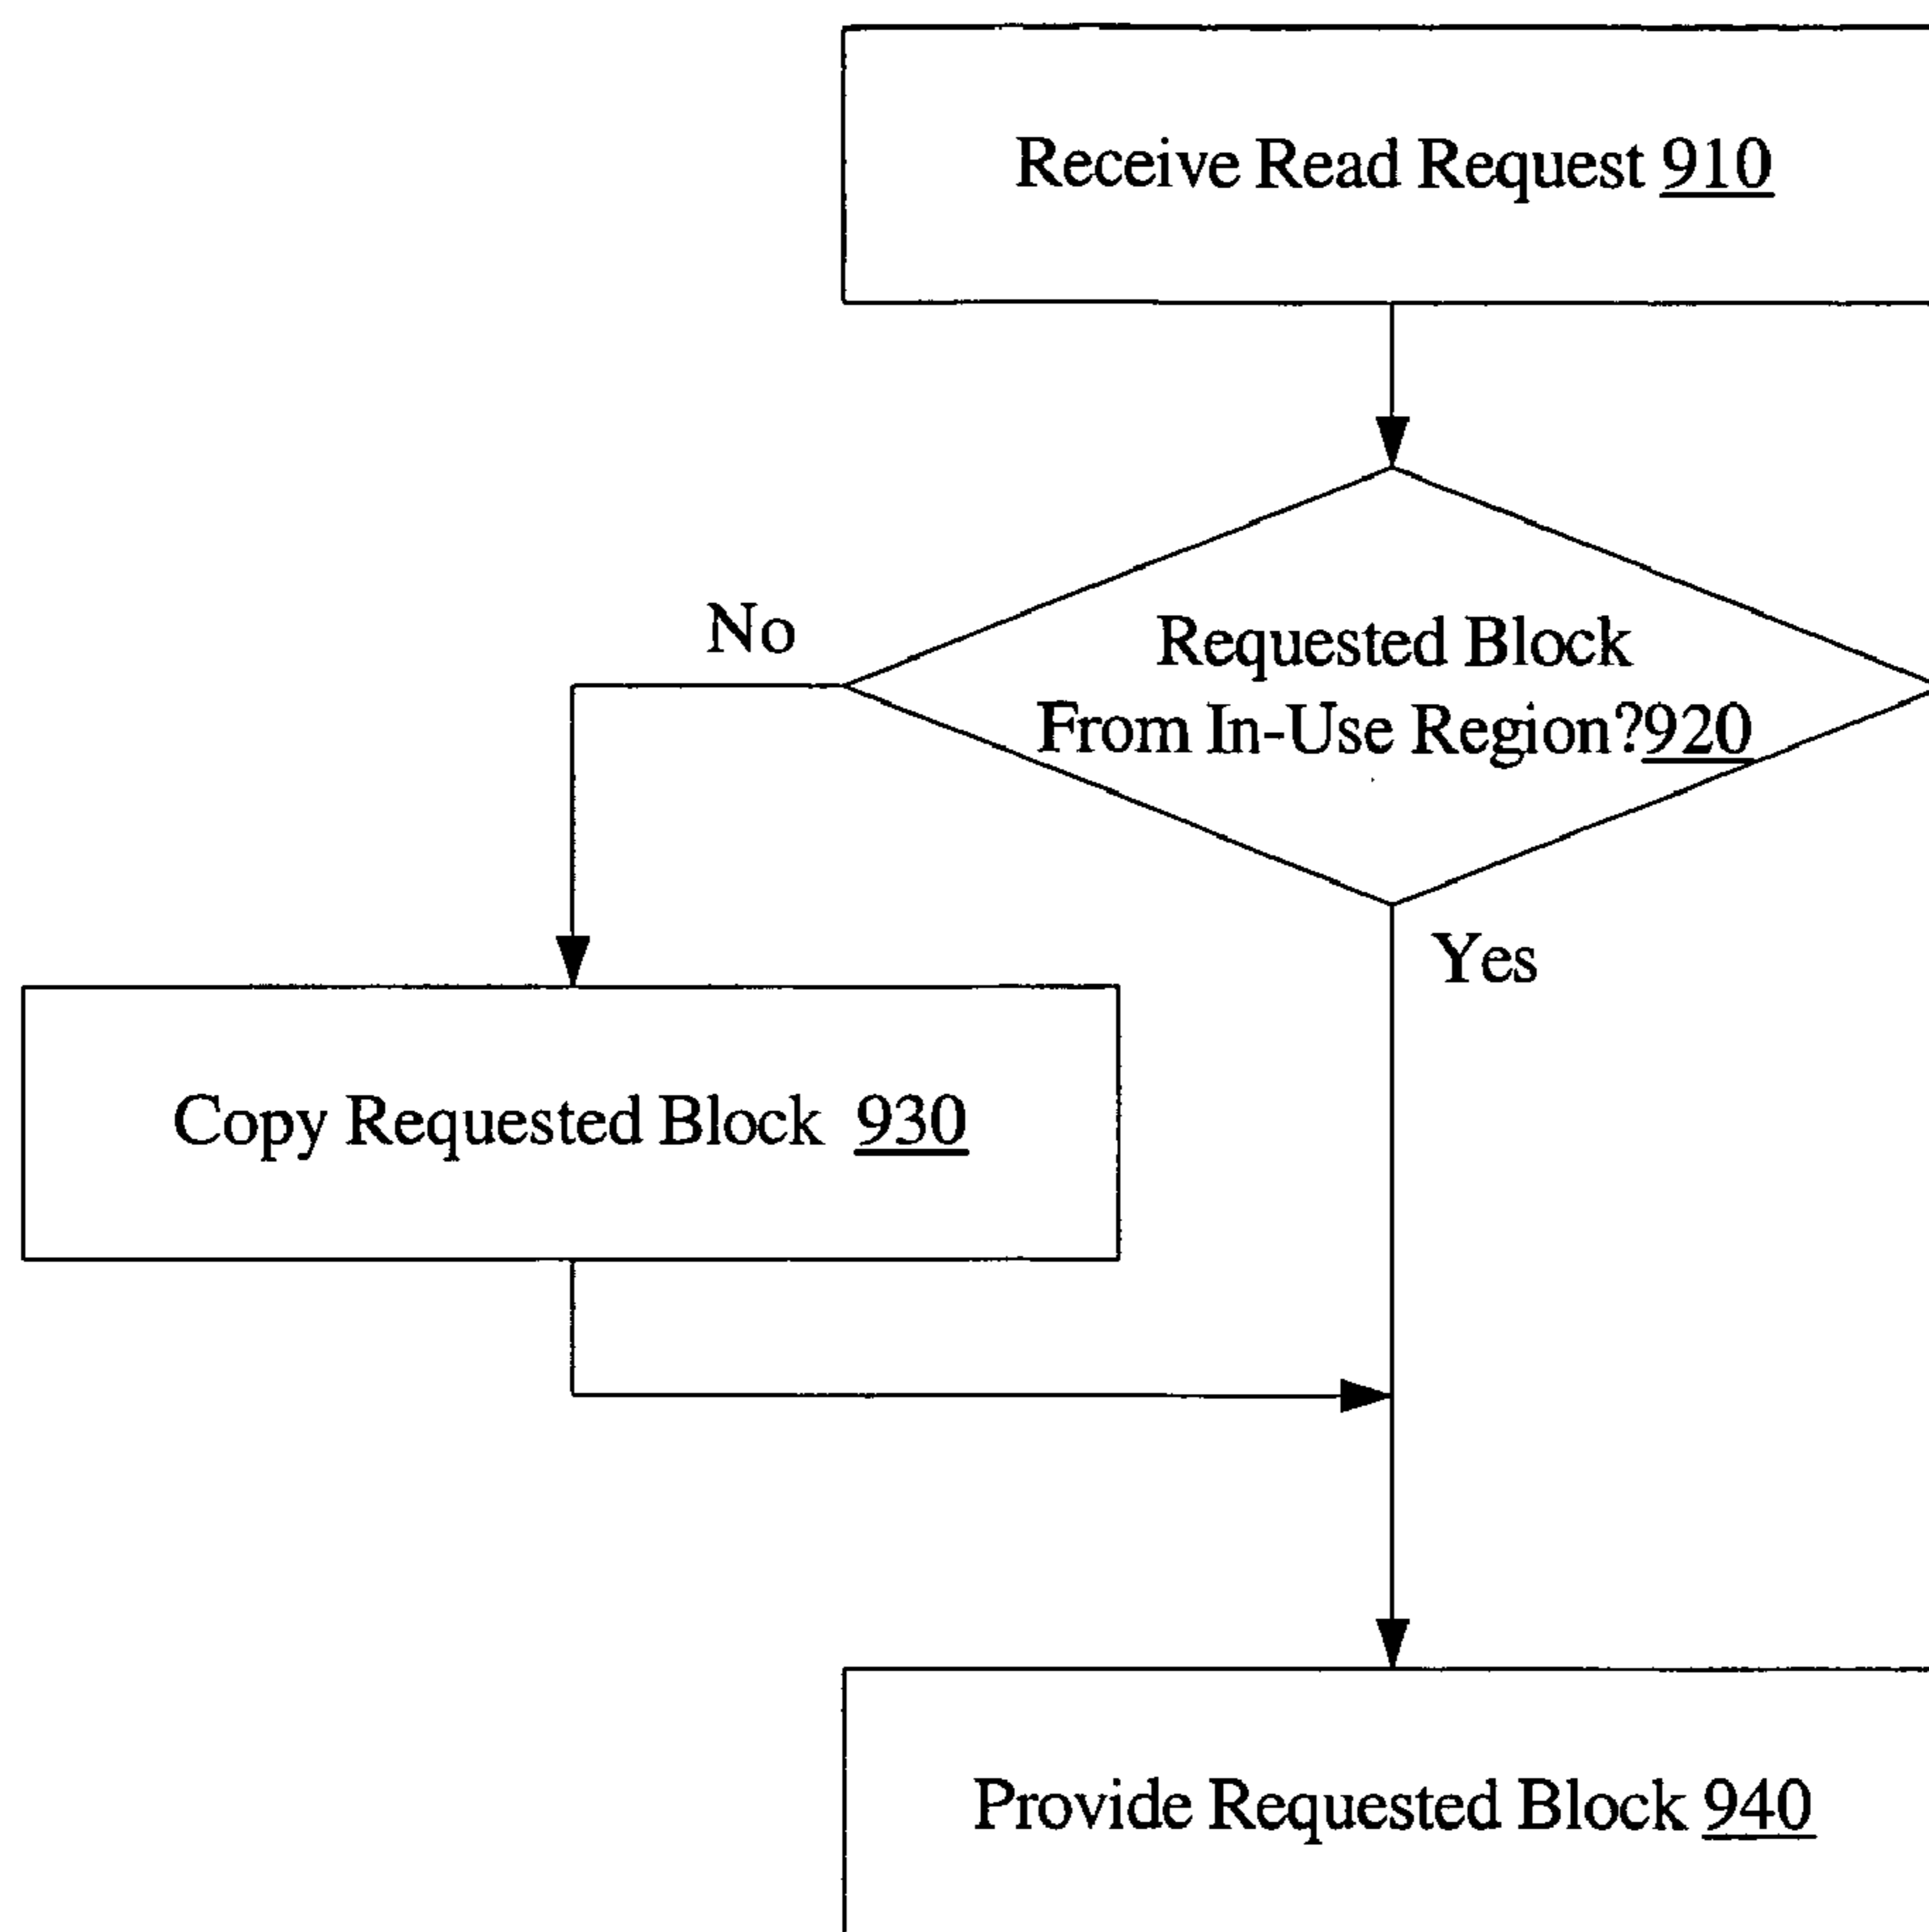 Receive Read Request 910
No
Requested Block
From In-Use Region?920
Yes
Copy Requested Block 930
Provide Requested Block 940